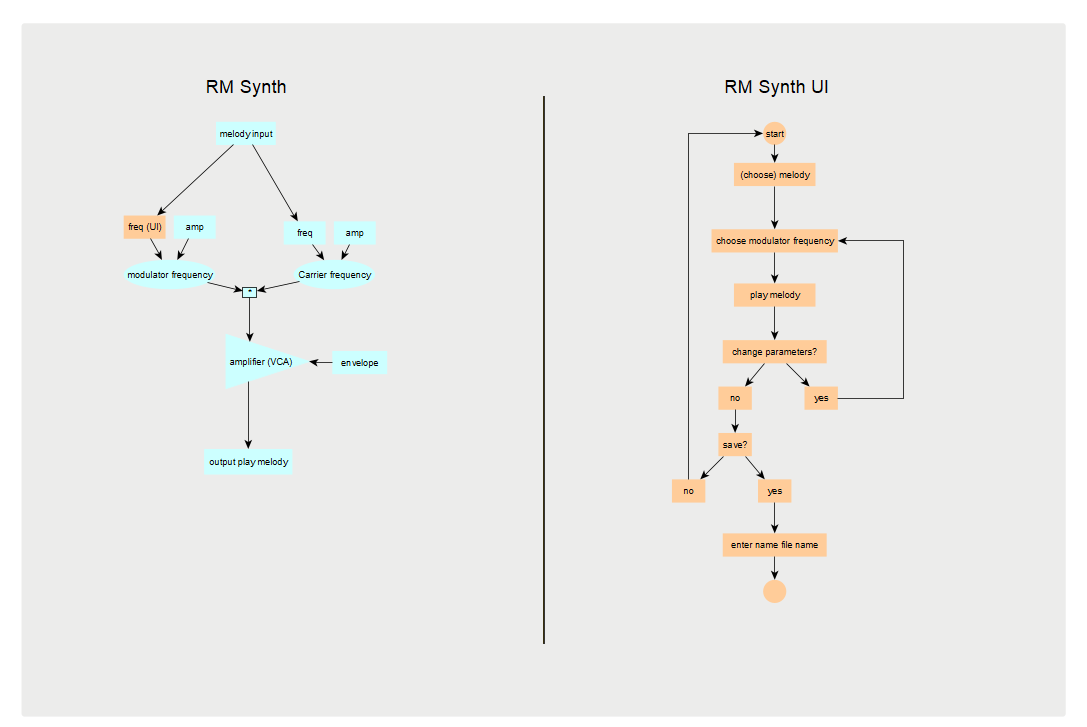 RM Synth
melody input
freq (UI)
amp
freq
amp
modulator frequency
Carrier frequency
*
amplifier (VCA)
envelope
output play melody
RM Synth UI
start
(choose) melody
choose modulator frequency
play melody
change parameters?
no
yes
save?
no
yes
enter name file name